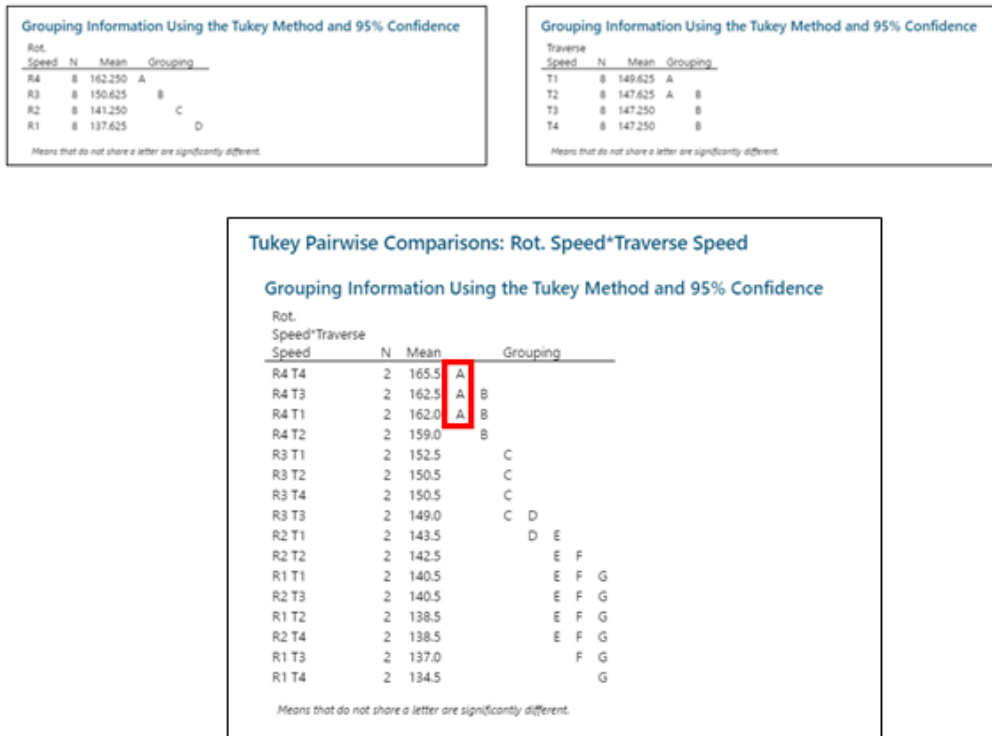 Grouping Information Using the Tukey Method and 95% Confidence
Rot.
Speed N Mean Grouping
R4 8 162.250 A
R3 8 150.625 B
R2 8 141.250 C
R1 8 137.625 D
Means that do not share a letter are significantly different.
Grouping Information Using the Tukey Method and 95% Confidence
Traverse
Speed N Mean Grouping
T1 8 149.625 A
T2 8 147.625 A B
T3 8 147.250 B
T4 8 147.250 B
Means that do not share a letter are significantly different.
Tukey Pairwise Comparisons: Rot. Speed*Traverse Speed
Grouping Information Using the Tukey Method and 95% Confidence
Rot.
Speed*Traverse
Speed N Mean Grouping
R4 T4 2 165.5 A
R4 T3 2 162.5 A B
R4 T1 2 162.0 A B
R4 T2 2 159.0 B
R3 T1 2 152.5 C
R3 T2 2 150.5 C
R3 T4 2 150.5 C
R3 T3 2 149.0 C D
R2 T1 2 143.5 D E
R2 T2 2 142.5 E F
R1 T1 2 140.5 E F G
R2 T3 2 140.5 E F G
R1 T2 2 138.5 E F G
R2 T4 2 138.5 E F G
R1 T3 2 137.0 F G
R1 T4 2 134.5 G
Means that do not share a letter are significantly different.